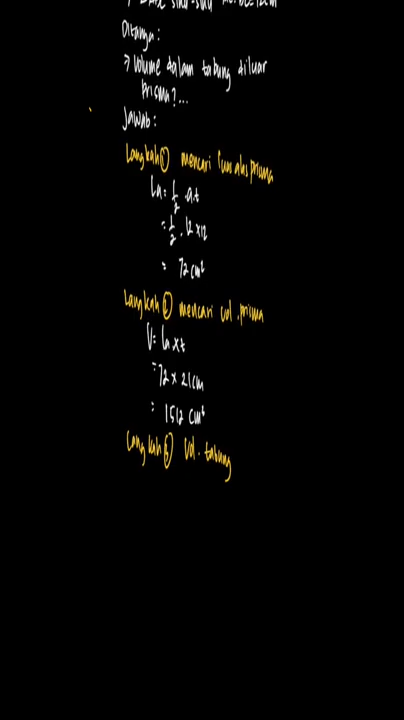 Ditanya:
→ Volume dalam tabung diluar
prisma?...
Jawab:
Langkah ① mencari luas alas prisma
La = 1/2 a.t
= 1/2 . 12 x 12
= 72 cm²
Langkah ② mencari vol. prisma
V = La x t
= 72 x 21 cm
= 1512 cm²
Langkah ③ Vol. tabung